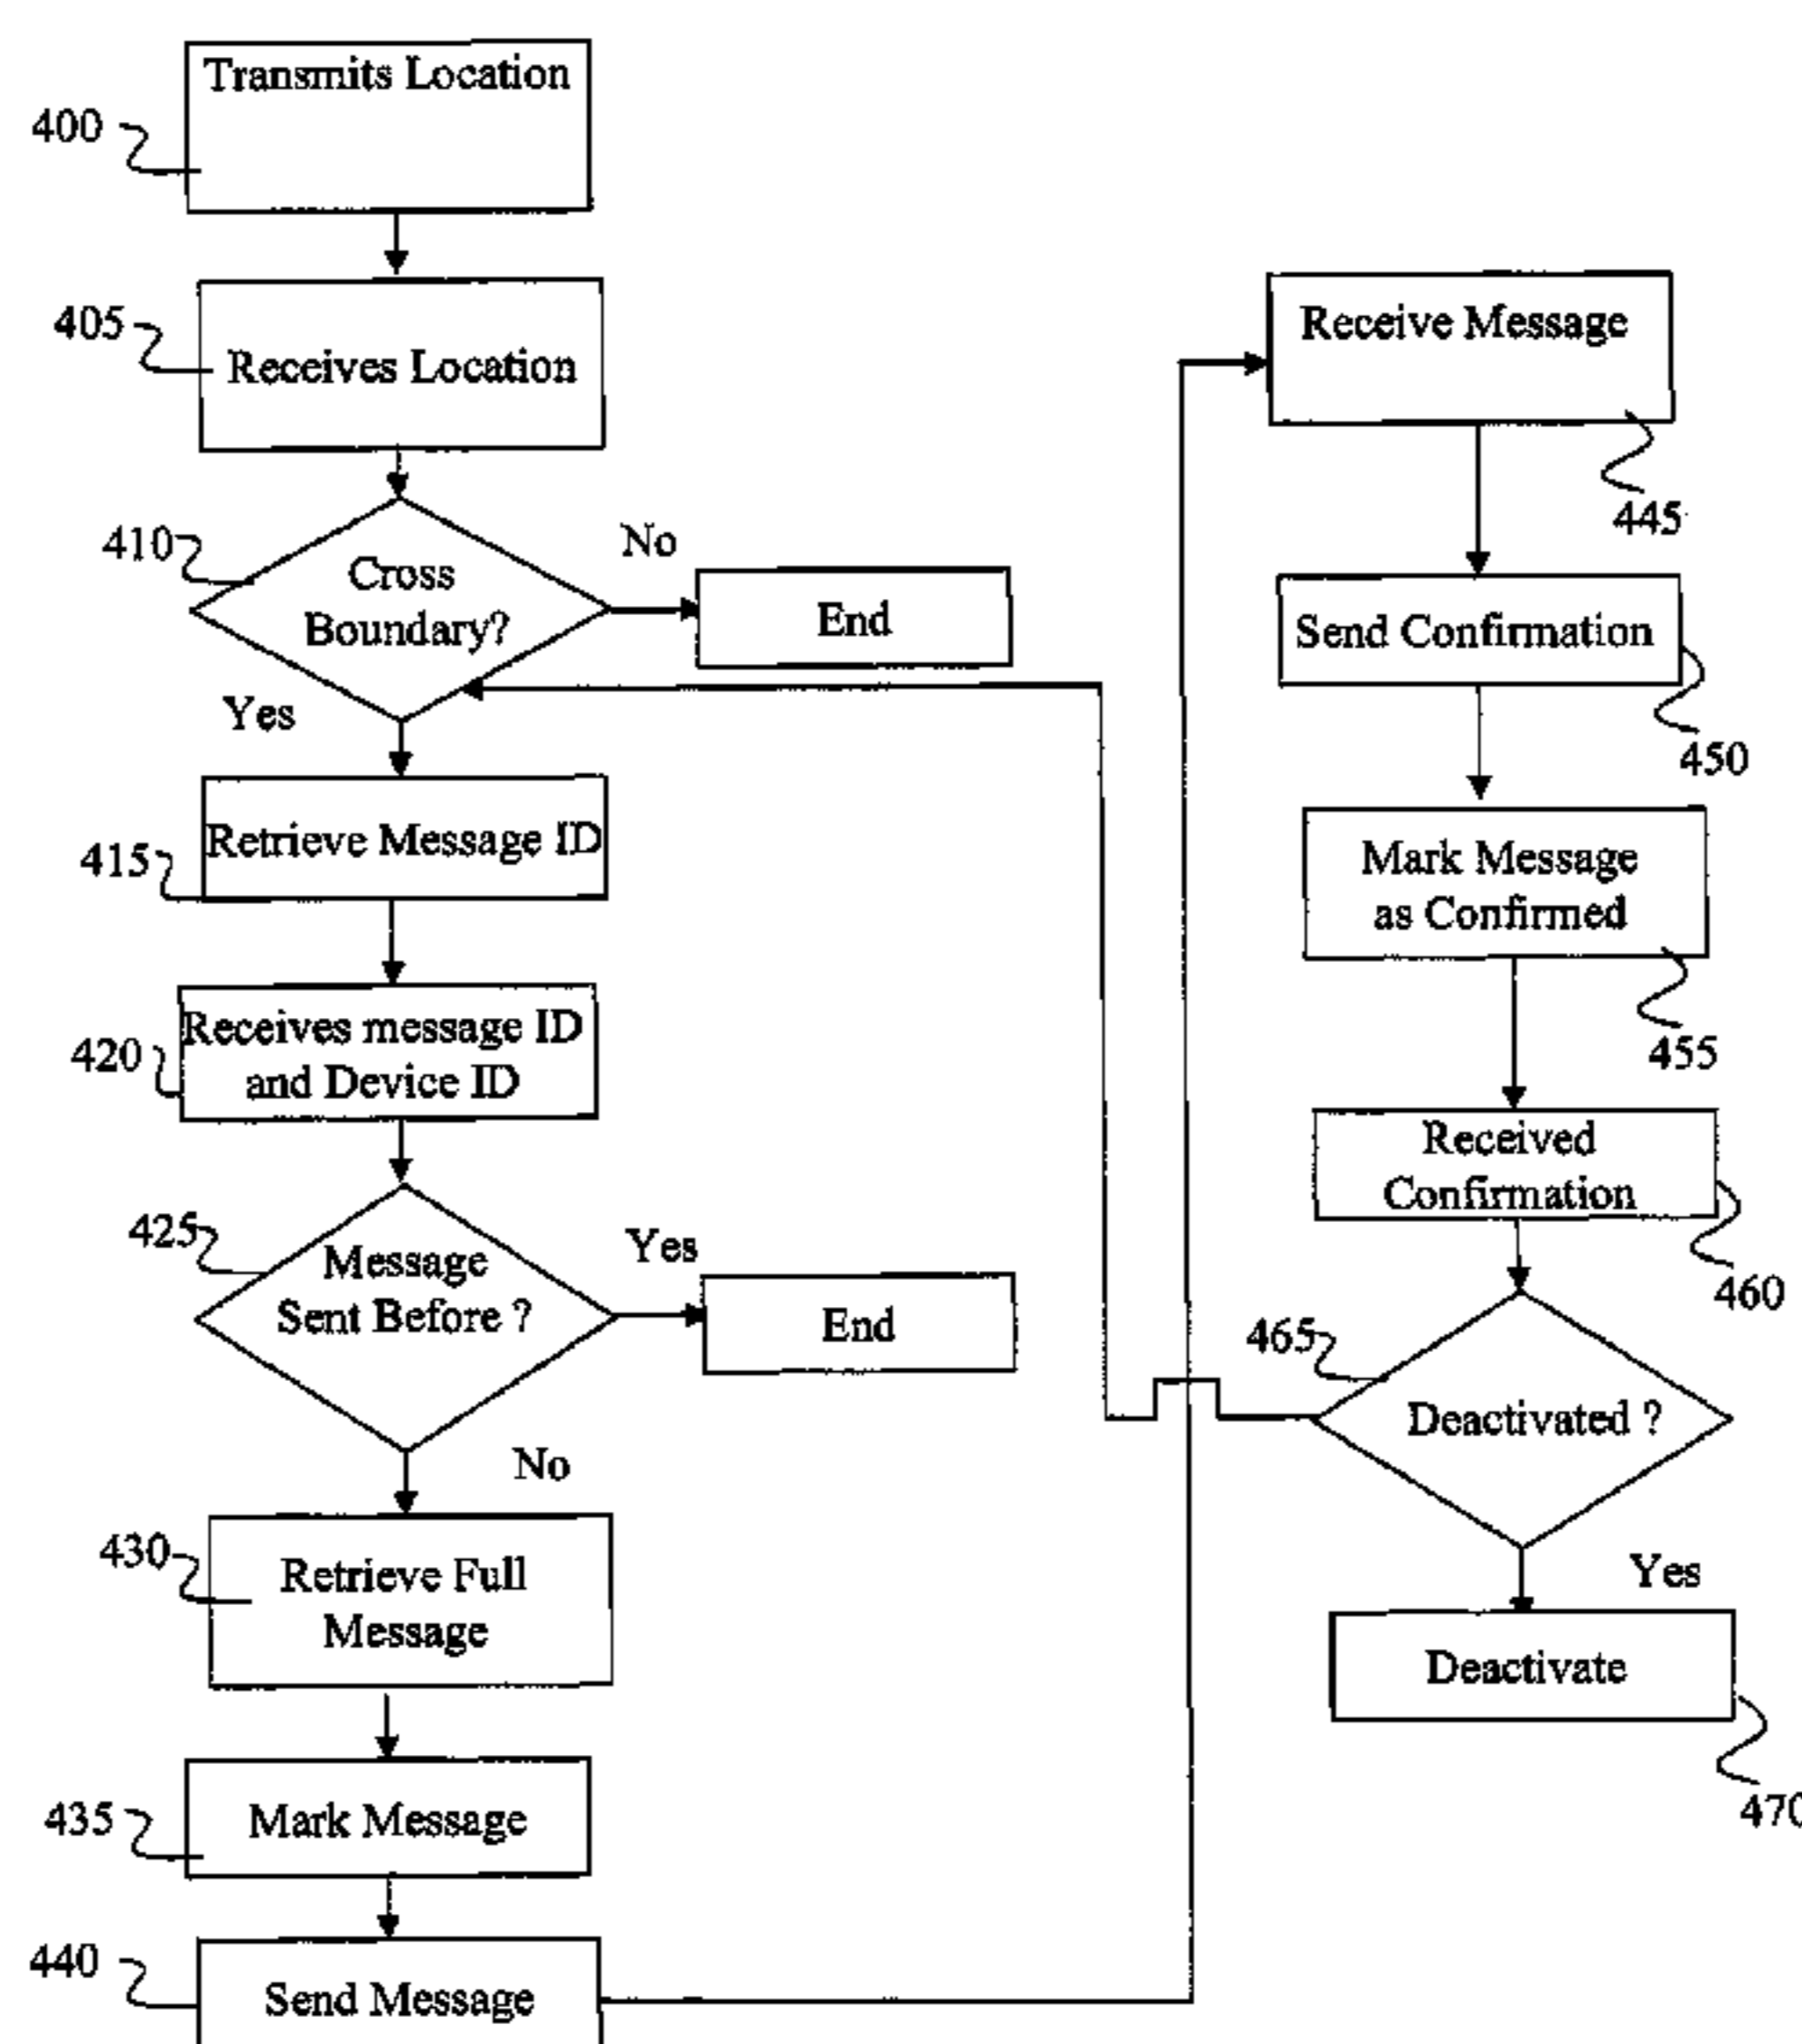 Transmits Location
400
405
Receives Location
410
Cross
Boundary?
No
End
Yes
Retrieve Message ID
415
Receives message ID
and Device ID
420
425
Message
Sent Before ?
Yes
End
No
430
Retrieve Full
Message
435
Mark Message
440
Send Message
Receive Message
445
Send Confirmation
450
Mark Message
as Confirmed
455
Received
Confirmation
460
465
Deactivated ?
Yes
Deactivate
470